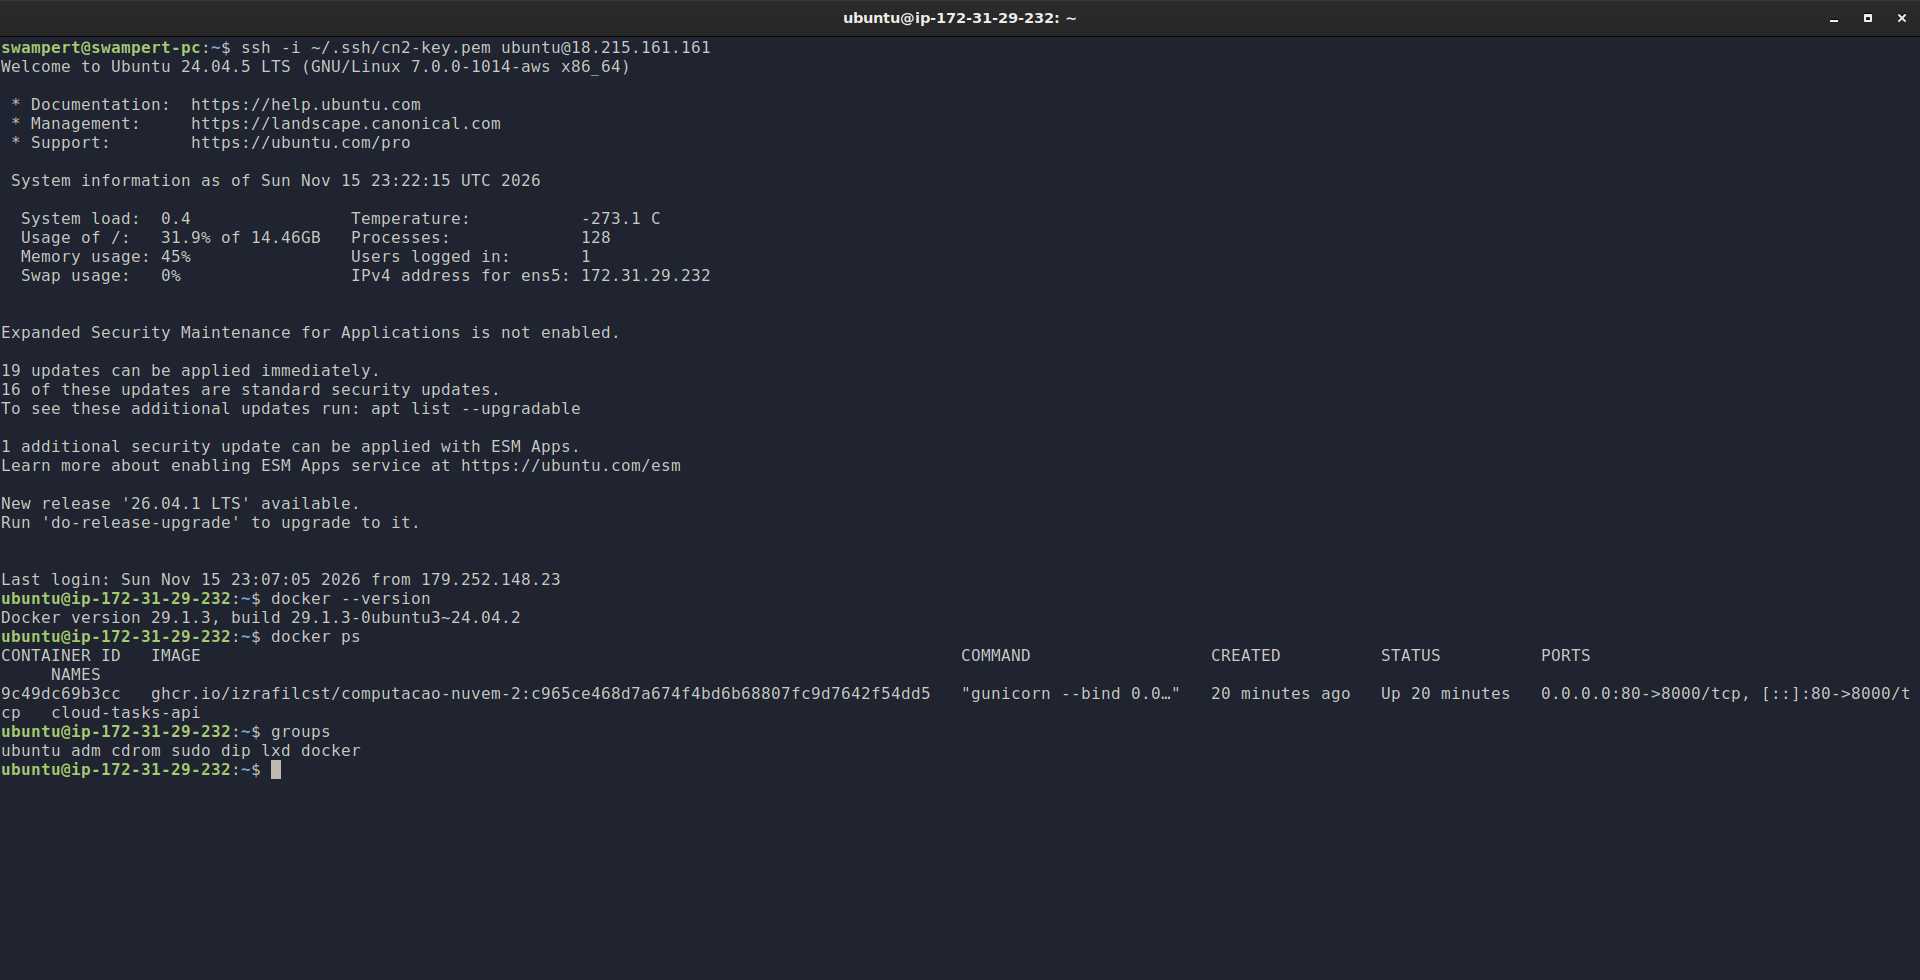 ubuntu@ip-172-31-29-232: ~
swampert@swampert-pc:~$ ssh -i ~/.ssh/cn2-key.pem ubuntu@18.215.161.161
Welcome to Ubuntu 24.04.5 LTS (GNU/Linux 7.0.0-1014-aws x86_64)

 * Documentation:  https://help.ubuntu.com
 * Management:     https://landscape.canonical.com
 * Support:        https://ubuntu.com/pro

 System information as of Sun Nov 15 23:22:15 UTC 2026

  System load:  0.4                Temperature:           -273.1 C
  Usage of /:   31.9% of 14.46GB   Processes:             128
  Memory usage: 45%                Users logged in:       1
  Swap usage:   0%                 IPv4 address for ens5: 172.31.29.232

Expanded Security Maintenance for Applications is not enabled.

19 updates can be applied immediately.
16 of these updates are standard security updates.
To see these additional updates run: apt list --upgradable

1 additional security update can be applied with ESM Apps.
Learn more about enabling ESM Apps service at https://ubuntu.com/esm

New release '26.04.1 LTS' available.
Run 'do-release-upgrade' to upgrade to it.

Last login: Sun Nov 15 23:07:05 2026 from 179.252.148.23
ubuntu@ip-172-31-29-232:~$ docker --version
Docker version 29.1.3, build 29.1.3-0ubuntu3~24.04.2
ubuntu@ip-172-31-29-232:~$ docker ps
CONTAINER ID   IMAGE                                                                            COMMAND                  CREATED          STATUS          PORTS
     NAMES
9c49dc69b3cc   ghcr.io/izrafilcst/computacao-nuvem-2:c965ce468d7a674f4bd6b68807fc9d7642f54dd5   "gunicorn --bind 0.0…"   20 minutes ago   Up 20 minutes   0.0.0.0:80->8000/tcp, [::]:80->8000/t
cp   cloud-tasks-api
ubuntu@ip-172-31-29-232:~$ groups
ubuntu adm cdrom sudo dip lxd docker
ubuntu@ip-172-31-29-232:~$